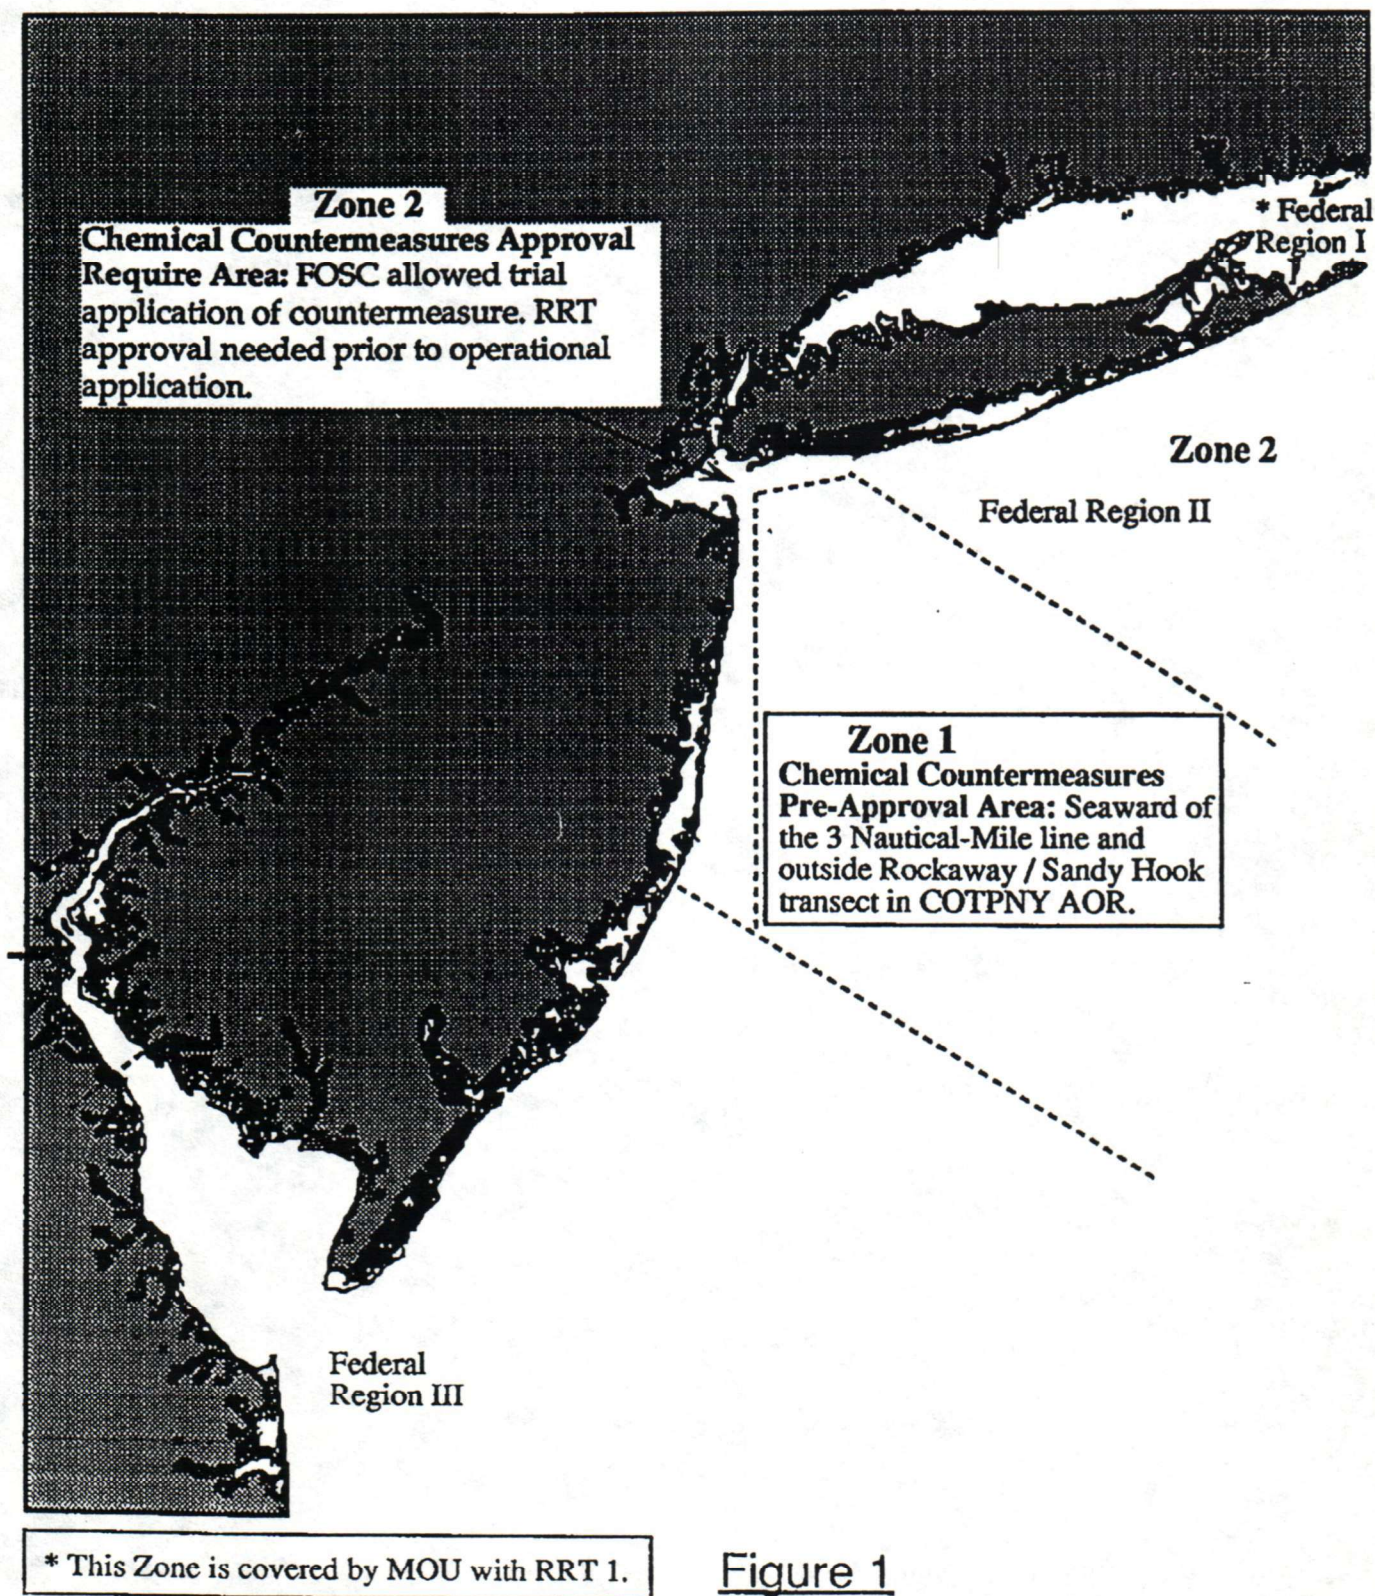 Zone 2
Chemical Countermeasures Approval
Require Area: FOSC allowed trial
application of countermeasure. RRT
approval needed prior to operational
application.
* Federal
Region I
Zone 2
Federal Region II
Zone 1
Chemical Countermeasures
Pre-Approval Area: Seaward of
the 3 Nautical-Mile line and
outside Rockaway / Sandy Hook
transect in COTPNY AOR.
Federal
Region III
* This Zone is covered by MOU with RRT 1.
Figure 1